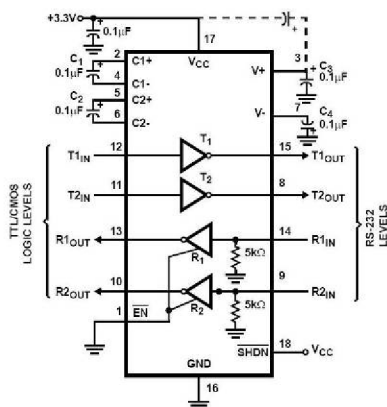 +3.3V
0.1µF
17
VCC
C1
0.1µF
2
C1+
4
C1-
C2
0.1µF
5
C2+
6
C2-
3
V+
C3
0.1µF
7
V-
C4
0.1µF
T1
T1IN
12
15
T1OUT
T2
T2IN
11
8
T2OUT
R1OUT
13
14
R1IN
R1
5kΩ
R2OUT
10
9
R2IN
R2
5kΩ
1
EN
18
SHDN
VCC
GND
16
TTL/CMOS
LOGIC LEVELS
RS-232
LEVELS